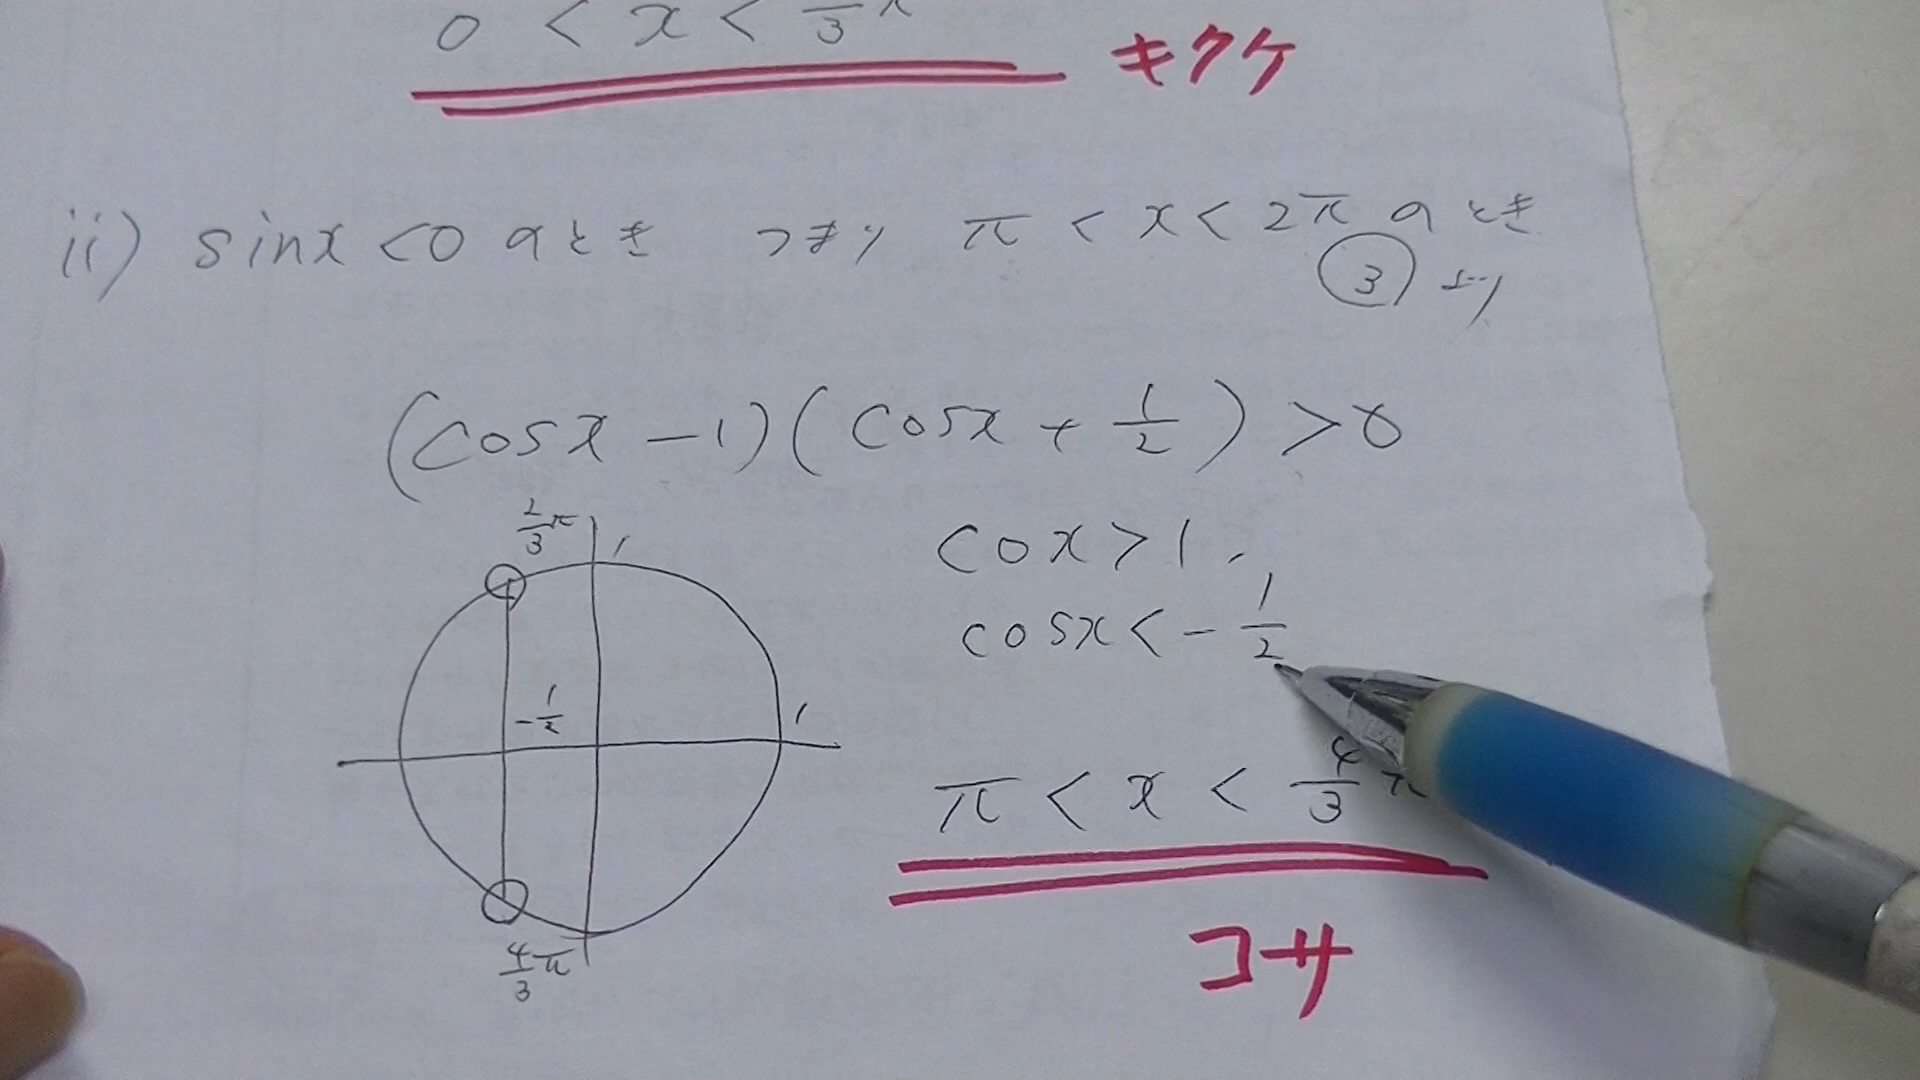 0 < x < 2/3 π
キクケ
ii) sinx<0 のとき つまり π < x < 2π のとき
③ より
(cosx - 1)(cosx + 1/2) > 0
2/3 π
1
cox > 1,
cosx < - 1/2
-1/2
1
π < x < 4/3 π
4/3 π
コサ